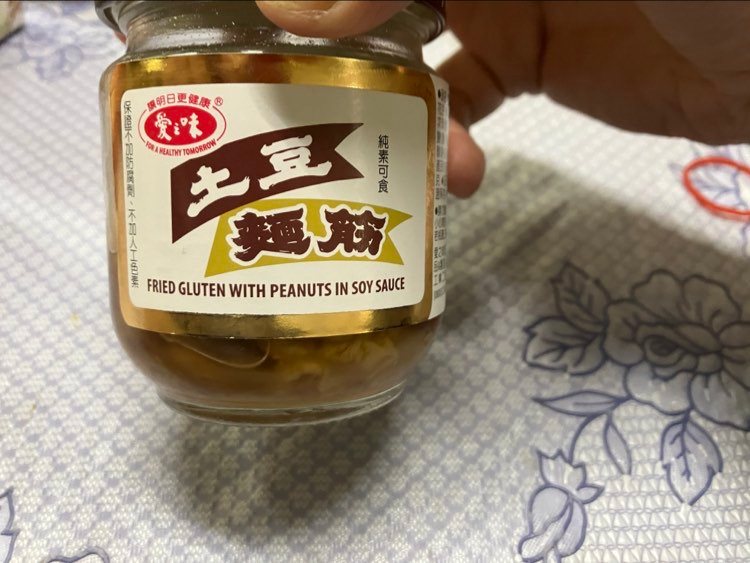 讓明日更健康®
愛之味
FOR A HEALTHY TOMORROW
土豆
麵筋
純素可食
保證不加防腐劑、不加人工色素
FRIED GLUTEN WITH PEANUTS IN SOY SAUCE